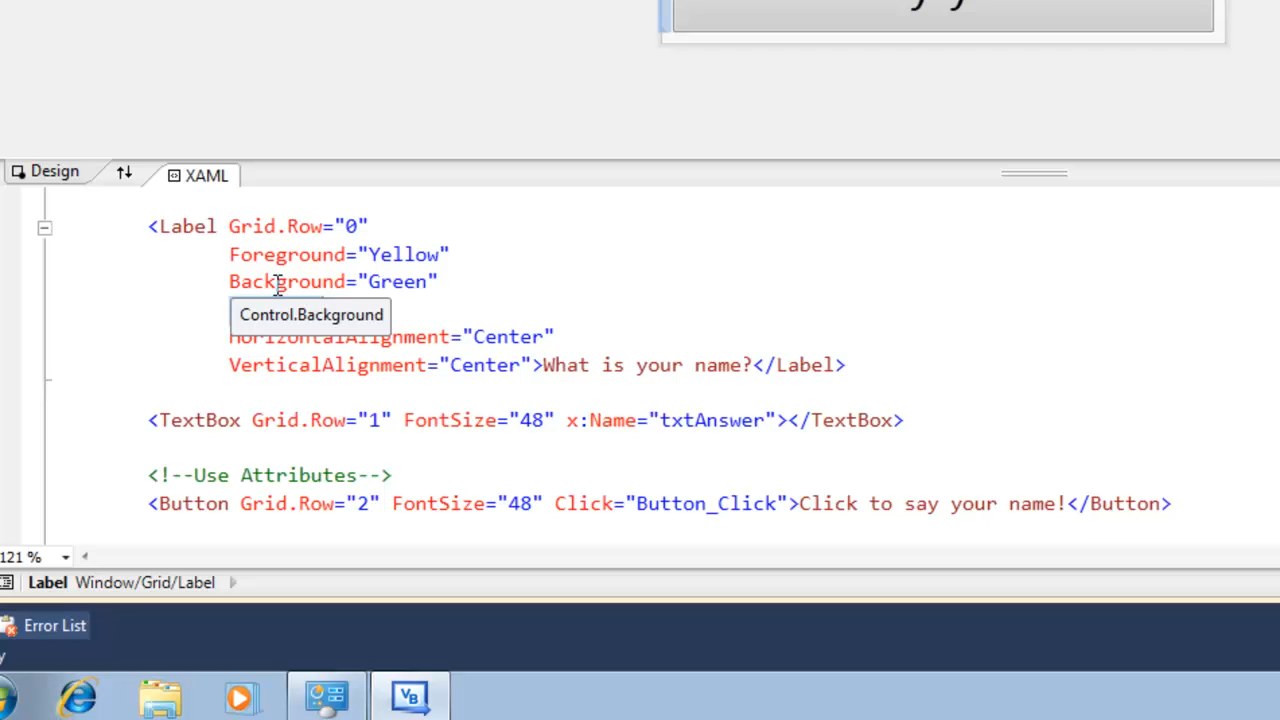 Design
XAML
<Label Grid.Row="0"
Foreground="Yellow"
Background="Green"
Control.Background
HorizontalAlignment="Center"
VerticalAlignment="Center">What is your name?</Label>
<TextBox Grid.Row="1" FontSize="48" x:Name="txtAnswer"></TextBox>
<!--Use Attributes-->
<Button Grid.Row="2" FontSize="48" Click="Button_Click">Click to say your name!</Button>
121 %
Label Window/Grid/Label
Error List
VB